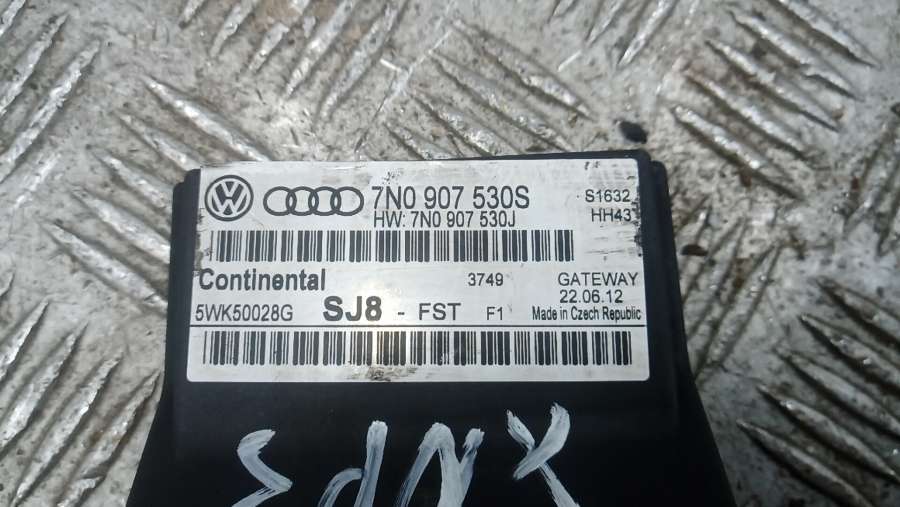 7N0 907 530S S1632
HW: 7N0 907 530J HH43
Continental 3749 GATEWAY
22.06.12
5WK50028G SJ8 - FST F1 Made in Czech Republic